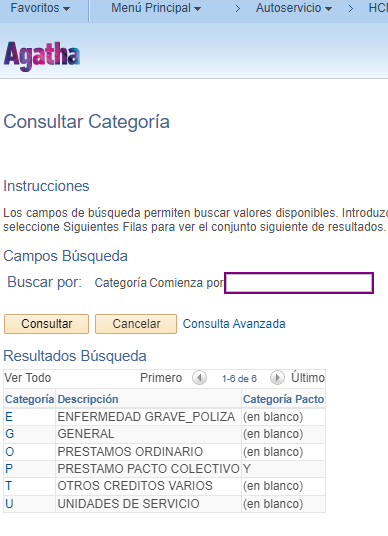 Favoritos Menú Principal > Autoservicio > HC
Agatha
Consultar Categoría
Instrucciones
Los campos de búsqueda permiten buscar valores disponibles.
seleccione Siguientes Filas para ver el conjunto siguiente de resultados.
Campos Búsqueda
Buscar por: Categoría Comienza por
Consultar Cancelar Consulta Avanzada
Resultados Búsqueda
Ver Todo Primero 1-6 de 6 Último
Categoría Descripción Categoría Pacto
E ENFERMEDAD GRAVE_POLIZA (en blanco)
G GENERAL (en blanco)
O PRESTAMOS ORDINARIO (en blanco)
P PRESTAMO PACTO COLECTIVO Y
T OTROS CREDITOS VARIOS (en blanco)
U UNIDADES DE SERVICIO (en blanco)